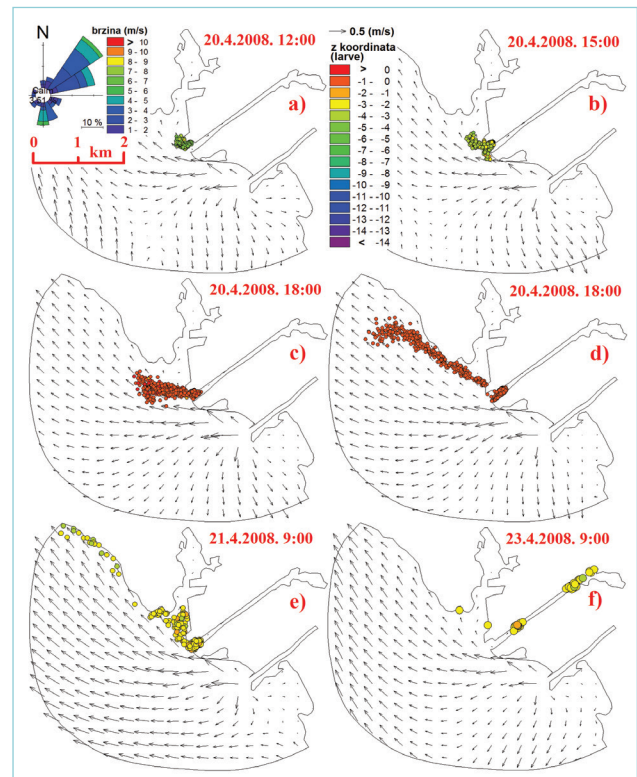 N
brzina (m/s)
> 10
9 - 10
8 - 9
7 - 8
6 - 7
5 - 6
4 - 5
3 - 4
2 - 3
1 - 2
10 %
0 1 2
km
20.4.2008. 12:00
a)
0.5 (m/s)
z koordinata
(larve)
> 0
-1 - 0
-2 - -1
-3 - -2
-4 - -3
-5 - -4
-6 - -5
-7 - -6
-8 - -7
-9 - -8
-10 - -9
-11 - -10
-12 - -11
-13 - -12
-14 - -13
< -14
20.4.2008. 15:00
b)
20.4.2008. 18:00
c)
20.4.2008. 18:00
d)
21.4.2008. 9:00
e)
23.4.2008. 9:00
f)